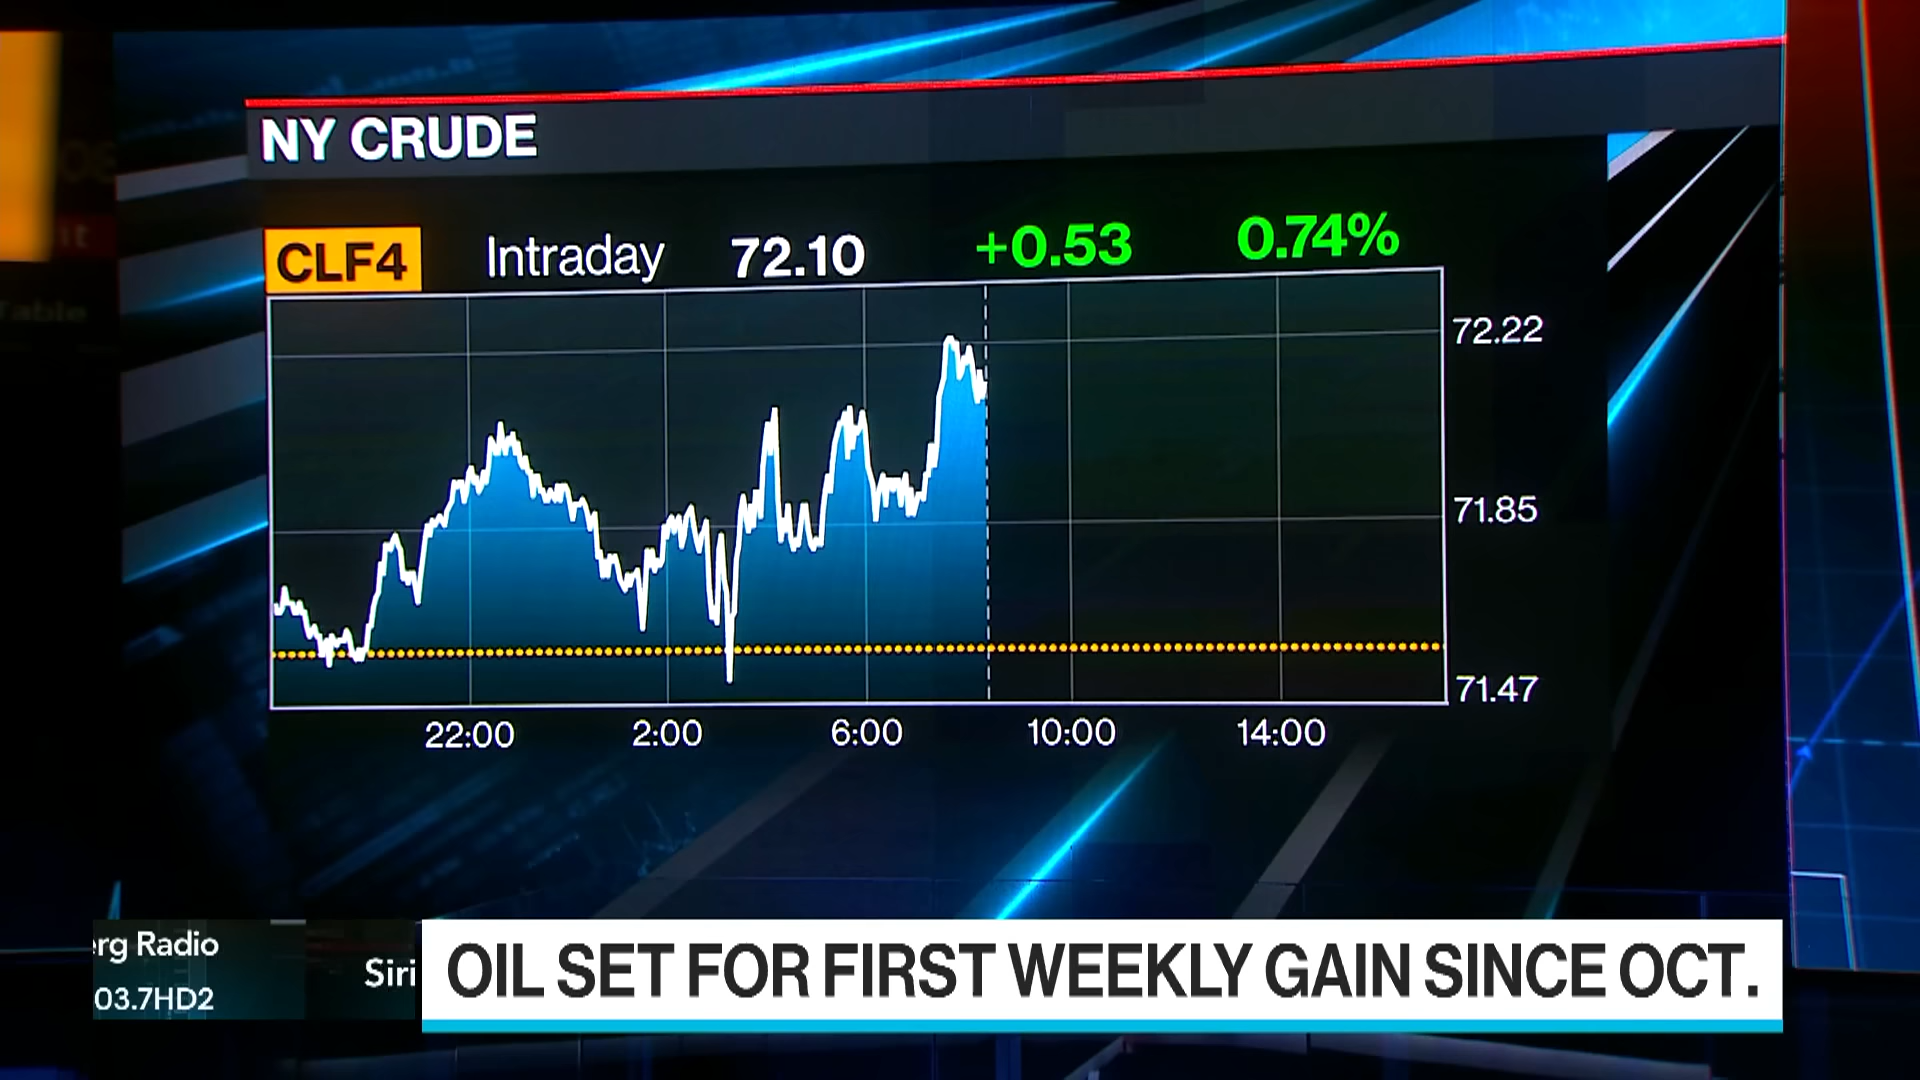 NY CRUDE
CLF4 Intraday 72.10 +0.53 0.74%
72.22
71.85
71.47
22:00 2:00 6:00 10:00 14:00
Table
rg Radio
03.7HD2
Siri
OIL SET FOR FIRST WEEKLY GAIN SINCE OCT.